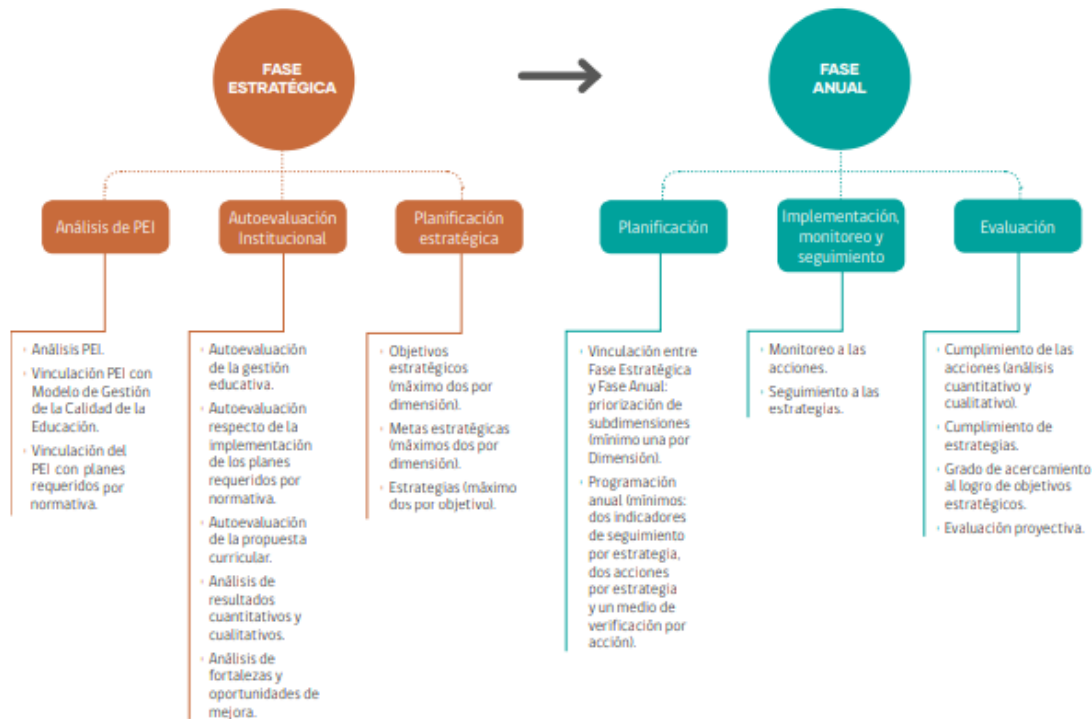 FASE
ESTRATÉGICA
FASE
ANUAL
Análisis de PEI
Autoevaluación
Institucional
Planificación
estratégica
Planificación
Implementación,
monitoreo y
seguimiento
Evaluación
Análisis PEI.
Vinculación PEI con
Modelo de Gestión
de la Calidad de la
Educación.
Vinculación del
PEI con planes
requeridos por
normativa.
Autoevaluación
de la gestión
educativa.
Autoevaluación
respecto de la
implementación
de los planes
requeridos por
normativa.
Autoevaluación
de la propuesta
curricular.
Análisis de
resultados
cuantitativos y
cualitativos.
Análisis de
fortalezas y
oportunidades de
mejora.
Objetivos
estratégicos
(máximo dos por
dimensión).
Metas estratégicas
(máximos dos por
dimensión).
Estrategias (máximo
dos por objetivo).
Vinculación entre
Fase Estratégica
y Fase Anual:
priorización de
subdimensiones
(mínimo una por
Dimensión).
Programación
anual (mínimos:
dos indicadores
de seguimiento
por estrategia,
dos acciones
por estrategia
y un medio de
verificación por
acción).
Monitoreo a las
acciones.
Seguimiento a las
estrategias.
Cumplimiento de las
acciones (análisis
cuantitativo y
cualitativo).
Cumplimiento de
estrategias.
Grado de acercamiento
al logro de objetivos
estratégicos.
Evaluación proyectiva.